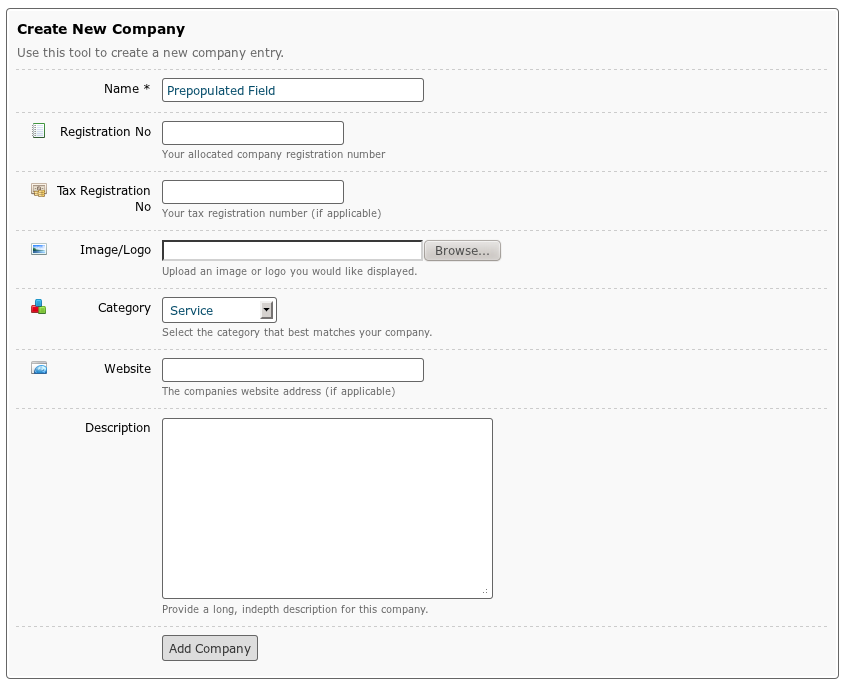 Create New Company
Use this tool to create a new company entry.
Name * Prepopulated Field
Registration No
Your allocated company registration number
Tax Registration
No
Your tax registration number (if applicable)
Image/Logo Browse...
Upload an image or logo you would like displayed.
Category Service
Select the category that best matches your company.
Website
The companies website address (if applicable)
Description
Provide a long, indepth description for this company.
Add Company